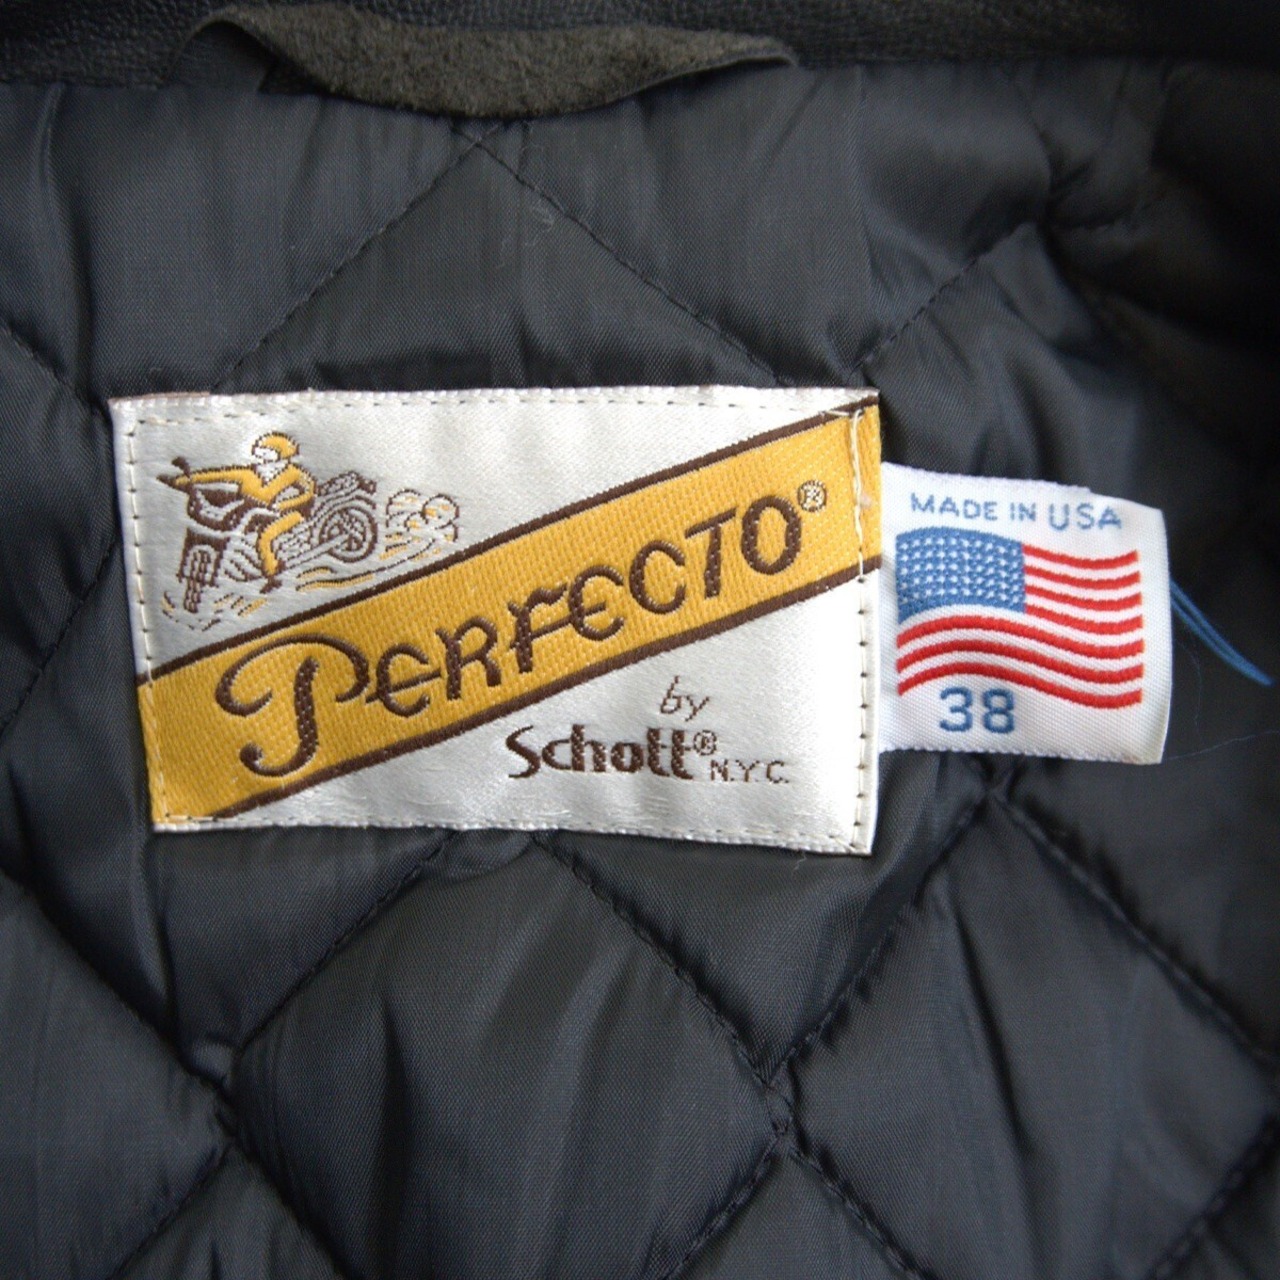 PERFECTO®
by
Schott®
N.Y.C.
MADE IN USA
38